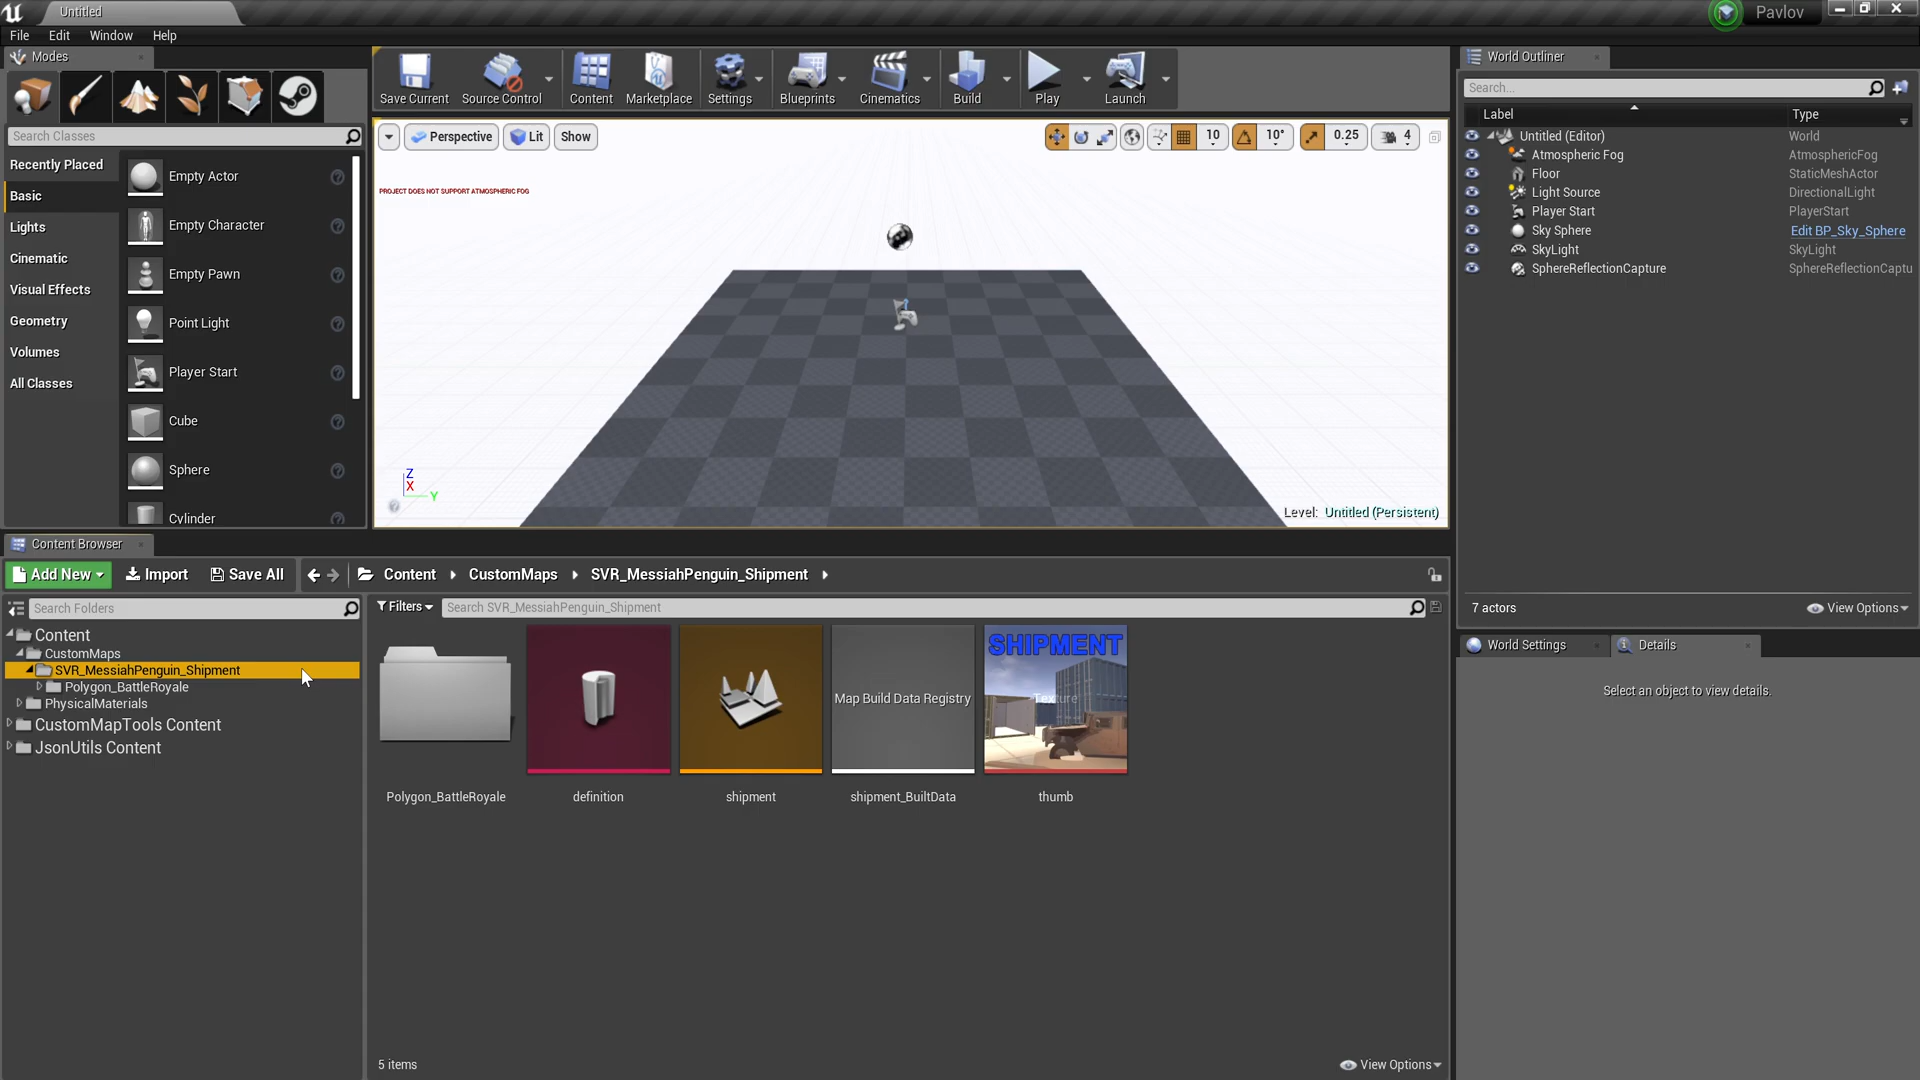 Untitled
Pavlov
File Edit Window Help
Modes
Save Current
Source Control
Content
Marketplace
Settings
Blueprints
Cinematics
Build
Play
Launch
World Outliner
Search...
Label Type
Untitled (Editor) World
Atmospheric Fog AtmosphericFog
Floor StaticMeshActor
Light Source DirectionalLight
Player Start PlayerStart
Sky Sphere Edit BP_Sky_Sphere
SkyLight SkyLight
SphereReflectionCapture SphereReflectionCaptu
7 actors View Options
Search Classes
Recently Placed
Basic
Lights
Cinematic
Visual Effects
Geometry
Volumes
All Classes
Empty Actor
Empty Character
Empty Pawn
Point Light
Player Start
Cube
Sphere
Cylinder
Perspective Lit Show 10 10° 0.25 4
PROJECT DOES NOT SUPPORT ATMOSPHERIC FOG
Z
X
Y
Level: Untitled (Persistent)
Content Browser
Add New Import Save All Content CustomMaps SVR_MessiahPenguin_Shipment
Search Folders
Filters Search SVR_MessiahPenguin_Shipment
Content
CustomMaps
SVR_MessiahPenguin_Shipment
Polygon_BattleRoyale
PhysicalMaterials
CustomMapTools Content
JsonUtils Content
SHIPMENT
Map Build Data Registry
Texture
Polygon_BattleRoyale
definition
shipment
shipment_BuiltData
thumb
5 items View Options
World Settings Details
Select an object to view details.